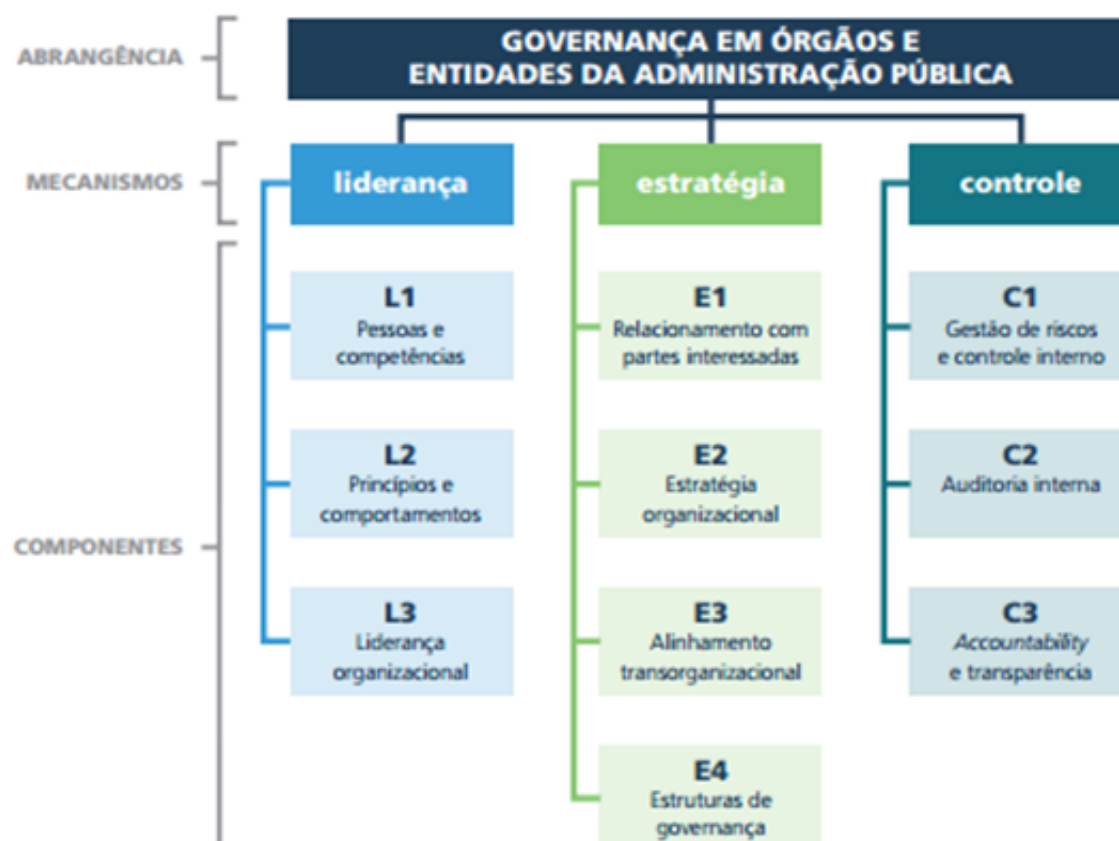 ABRANGÊNCIA
GOVERNANÇA EM ÓRGÃOS E
ENTIDADES DA ADMINISTRAÇÃO PÚBLICA
MECANISMOS
liderança
estratégia
controle
COMPONENTES
L1
Pessoas e
competências
L2
Princípios e
comportamentos
L3
Liderança
organizacional
E1
Relacionamento com
partes interessadas
E2
Estratégia
organizacional
E3
Alinhamento
transorganizacional
E4
Estruturas de
governança
C1
Gestão de riscos
e controle interno
C2
Auditoria interna
C3
Accountability
e transparência